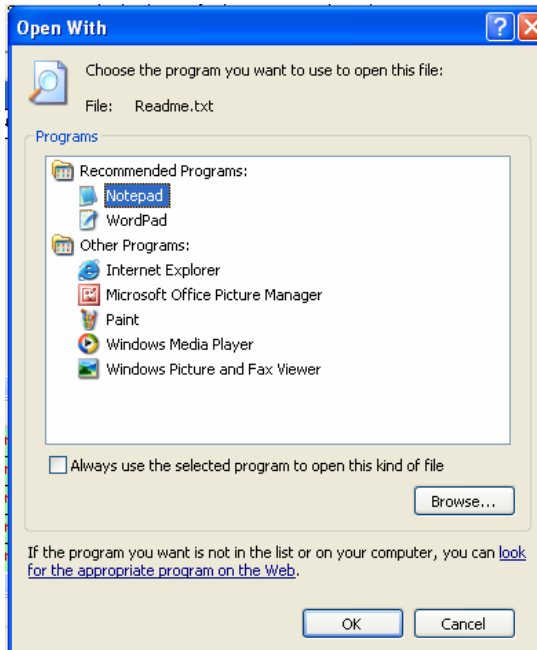 Open With
Choose the program you want to use to open this file:
File: Readme.txt
Programs
Recommended Programs:
Notepad
WordPad
Other Programs:
Internet Explorer
Microsoft Office Picture Manager
Paint
Windows Media Player
Windows Picture and Fax Viewer
Always use the selected program to open this kind of file
Browse...
If the program you want is not in the list or on your computer, you can look
for the appropriate program on the Web.
OK Cancel